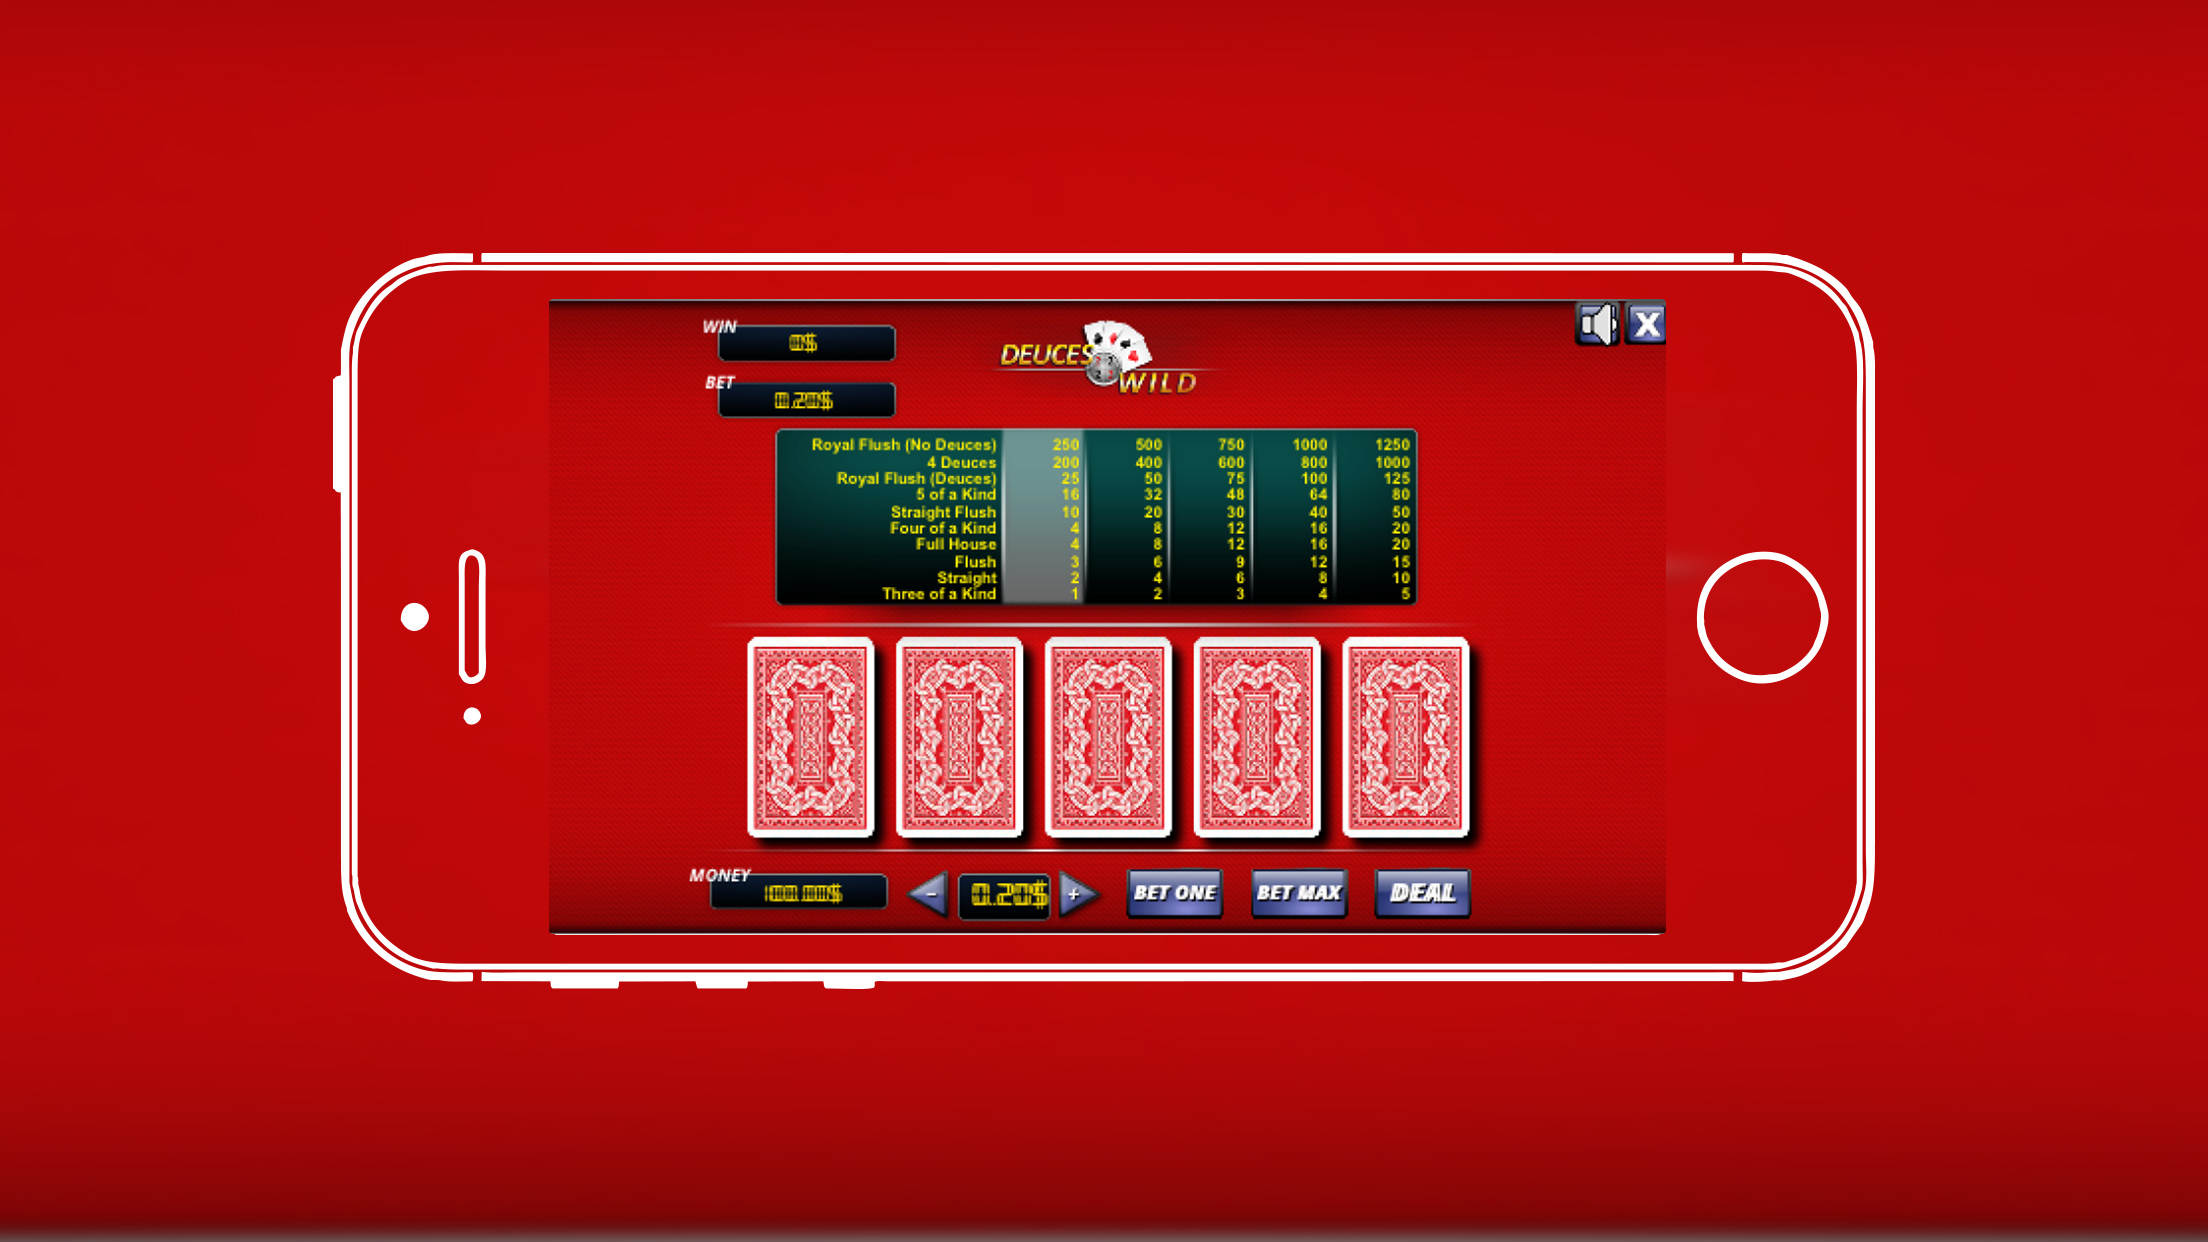 WIN
0$
BET
0.20$
DEUCES
WILD
Royal Flush (No Deuces) 250 500 750 1000 1250
4 Deuces 200 400 600 800 1000
Royal Flush (Deuces) 25 50 75 100 125
5 of a Kind 16 32 48 64 80
Straight Flush 10 20 30 40 50
Four of a Kind 4 8 12 16 20
Full House 4 8 12 16 20
Flush 3 6 9 12 15
Straight 2 4 6 8 10
Three of a Kind 1 2 3 4 5
MONEY
100.00$
- 0.20$ +
BET ONE
BET MAX
DEAL
X